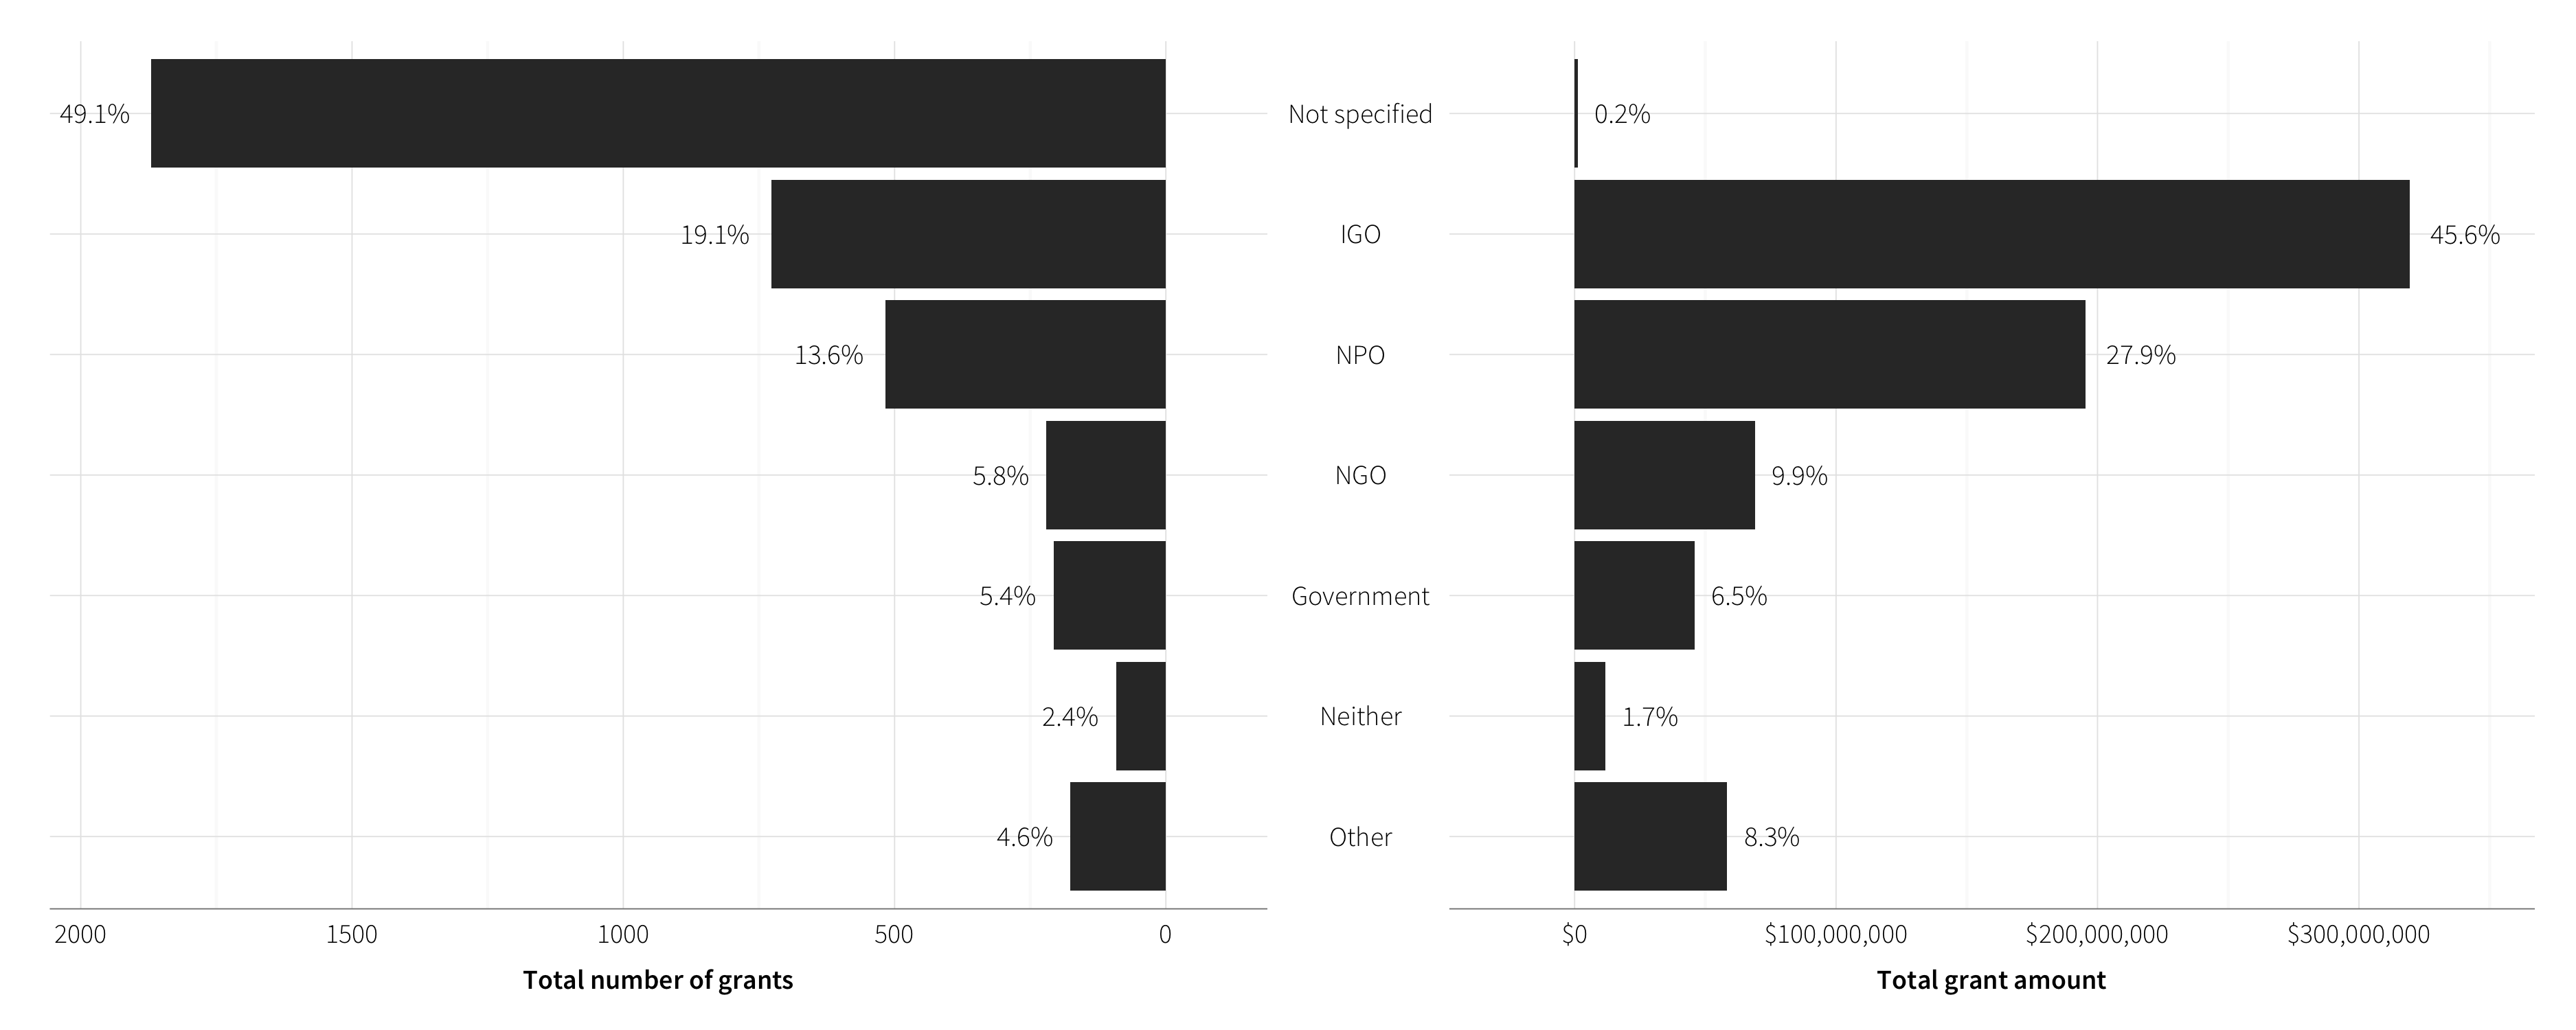 49.1% Not specified 0.2%
19.1% IGO 45.6%
13.6% NPO 27.9%
5.8% NGO 9.9%
5.4% Government 6.5%
2.4% Neither 1.7%
4.6% Other 8.3%
2000 1500 1000 500 0 $0 $100,000,000 $200,000,000 $300,000,000
Total number of grants Total grant amount